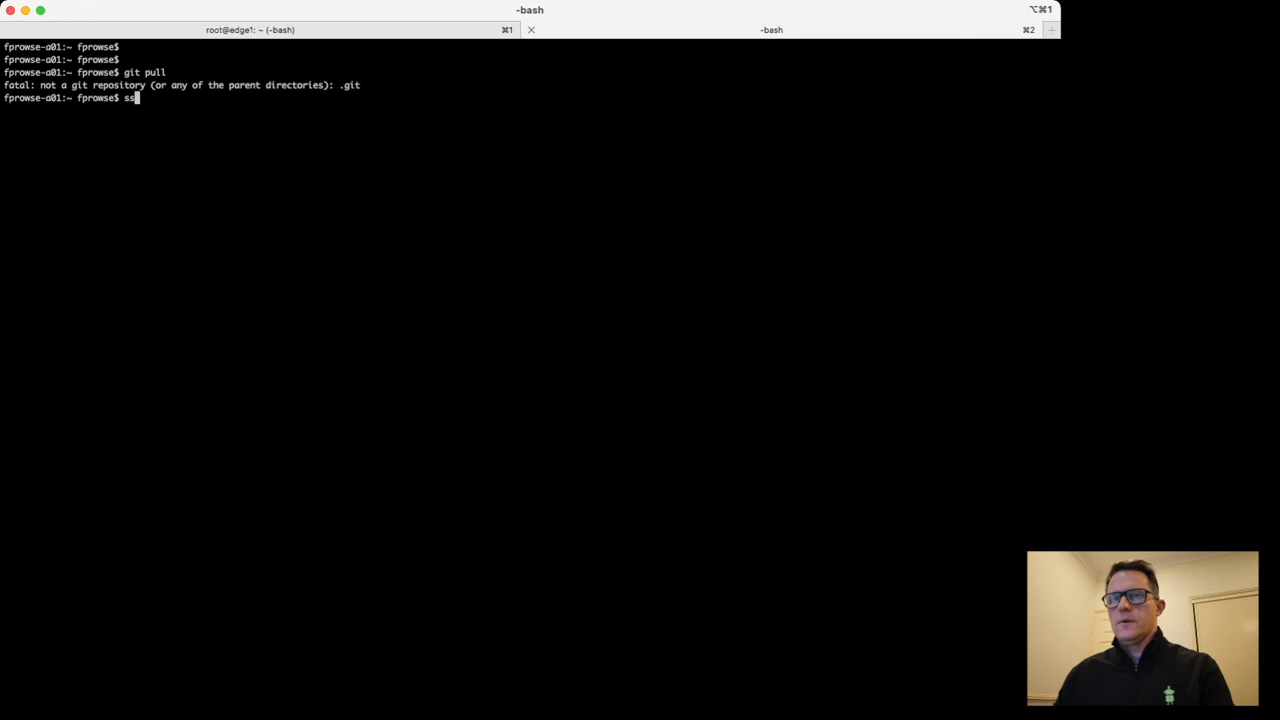 -bash
⌥⌘1
root@edge1: ~ (-bash)
⌘1
-bash
⌘2
fprowse-a01:~ fprowse$
fprowse-a01:~ fprowse$
fprowse-a01:~ fprowse$ git pull
fatal: not a git repository (or any of the parent directories): .git
fprowse-a01:~ fprowse$ ss